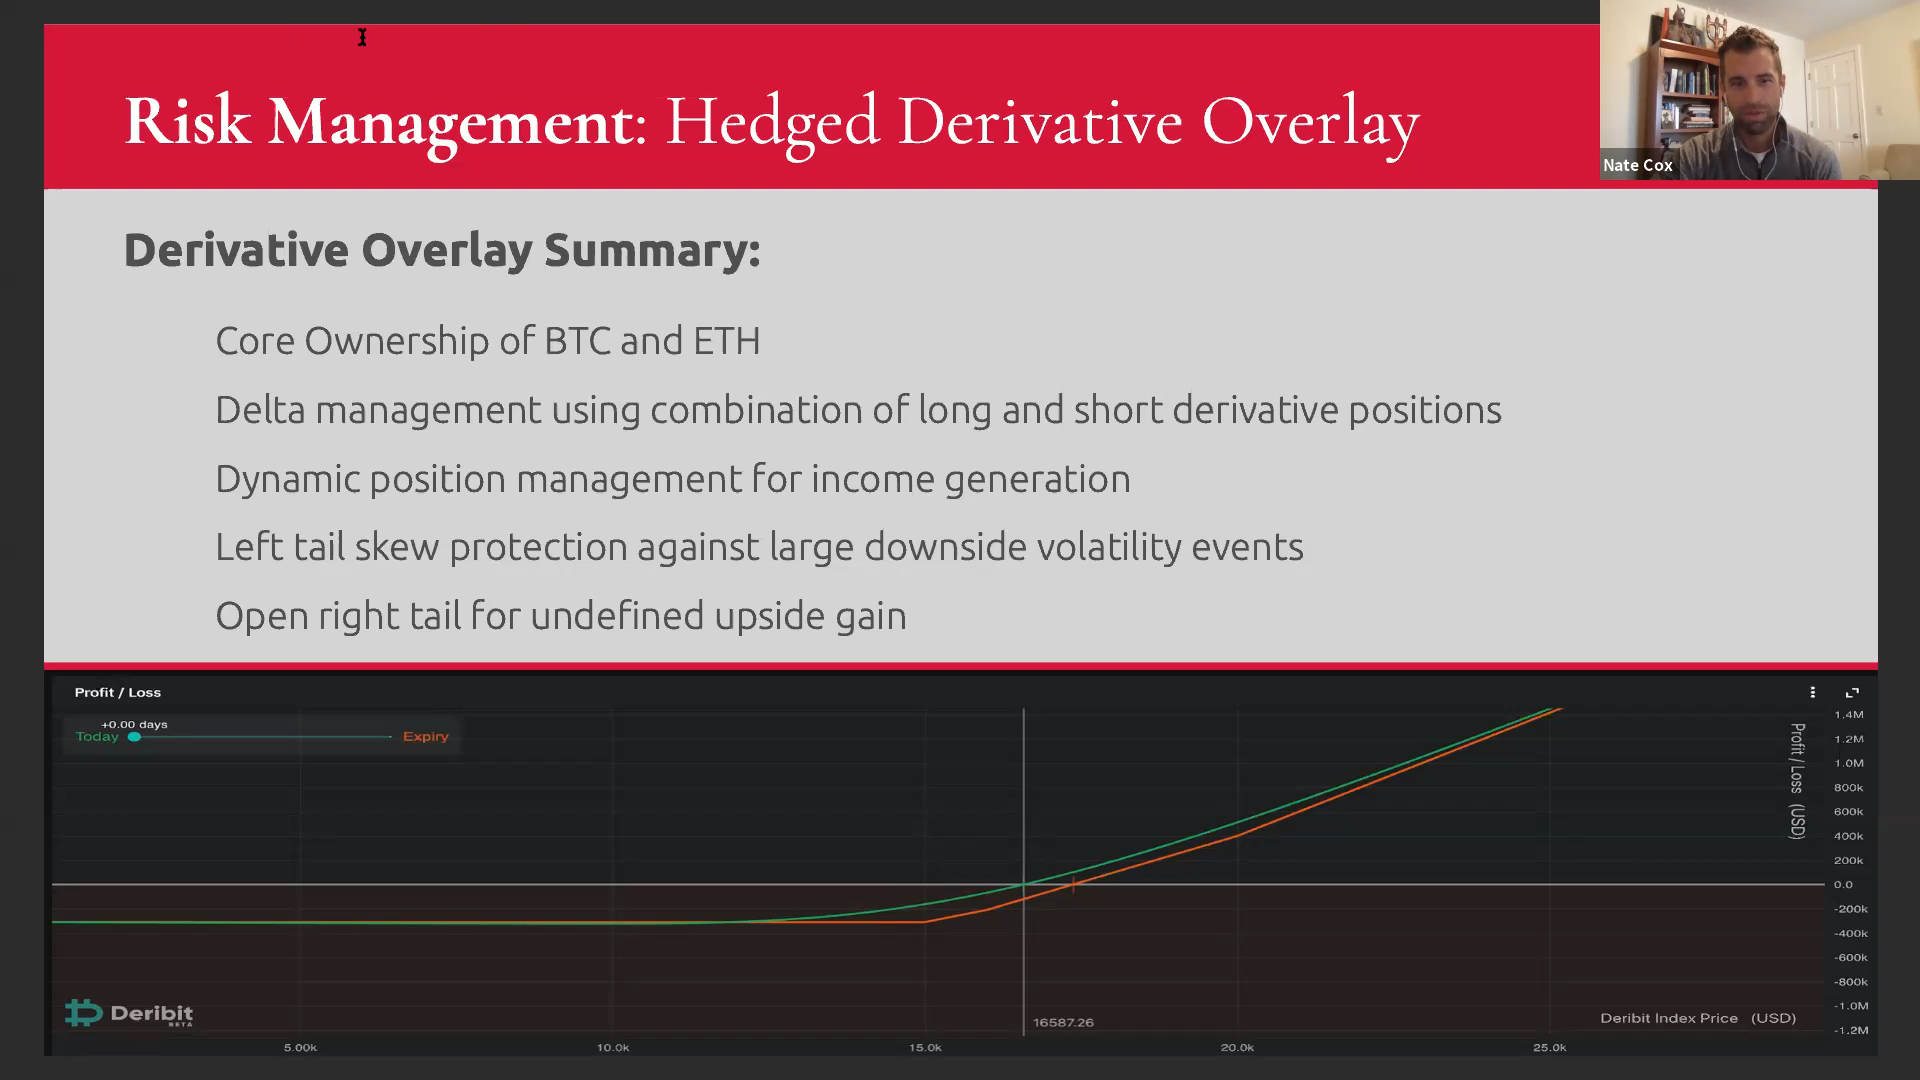 Risk Management: Hedged Derivative Overlay
Nate Cox
Derivative Overlay Summary:
Core Ownership of BTC and ETH
Delta management using combination of long and short derivative positions
Dynamic position management for income generation
Left tail skew protection against large downside volatility events
Open right tail for undefined upside gain
Profit / Loss
+0.00 days
Today
Expiry
1.4M
1.2M
1.0M
800k
600k
400k
200k
0.0
-200k
-400k
-600k
-800k
-1.0M
-1.2M
Profit / Loss (USD)
Deribit
BETA
16587.26
Deribit Index Price (USD)
5.00k
10.0k
15.0k
20.0k
25.0k